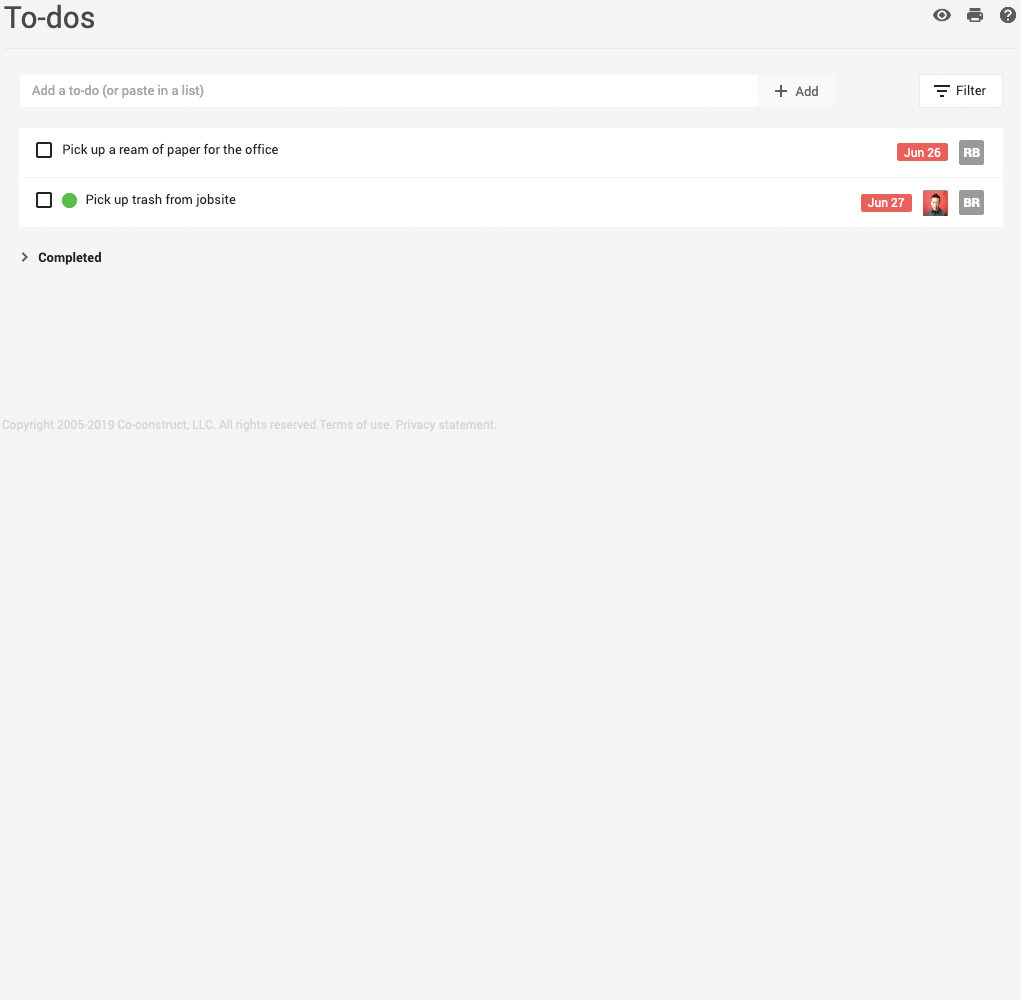 To-dos
Add a to-do (or paste in a list)
Add
Filter
Pick up a ream of paper for the office
Jun 26
RB
Pick up trash from jobsite
Jun 27
BR
Completed
Copyright 2005-2019 Co-construct, LLC. All rights reserved.Terms of use. Privacy statement.